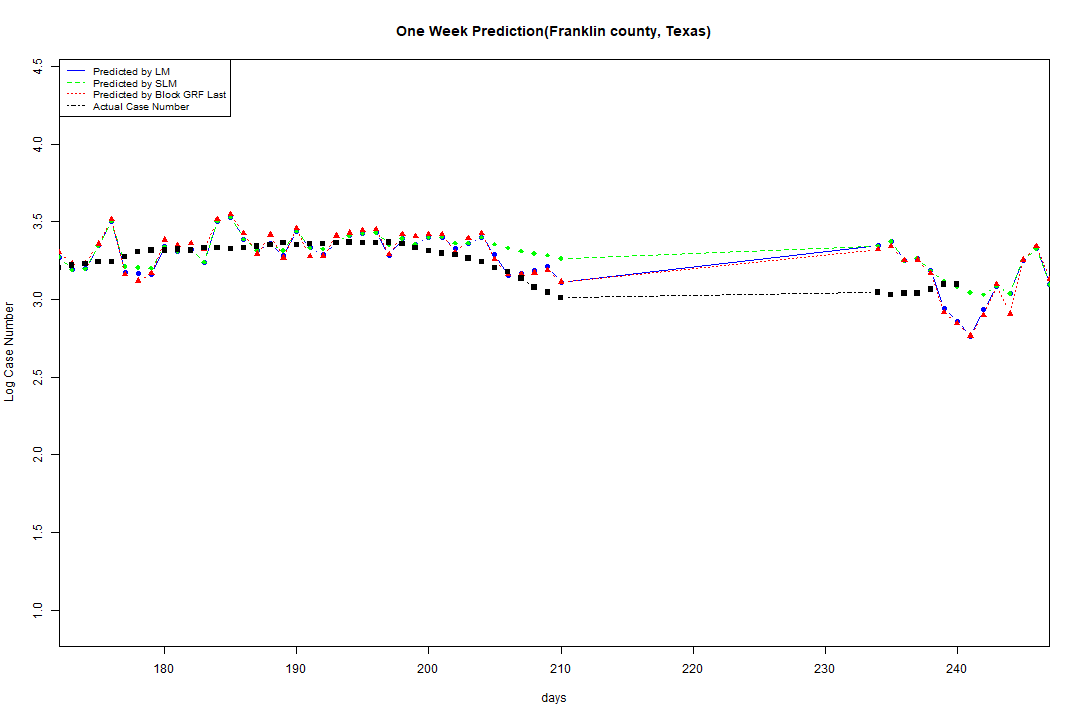 One Week Prediction(Franklin county, Texas)
Predicted by LM
Predicted by SLM
Predicted by Block GRF Last
Actual Case Number
4.5
4.0
3.5
3.0
2.5
2.0
1.5
1.0
Log Case Number
180 190 200 210 220 230 240
days